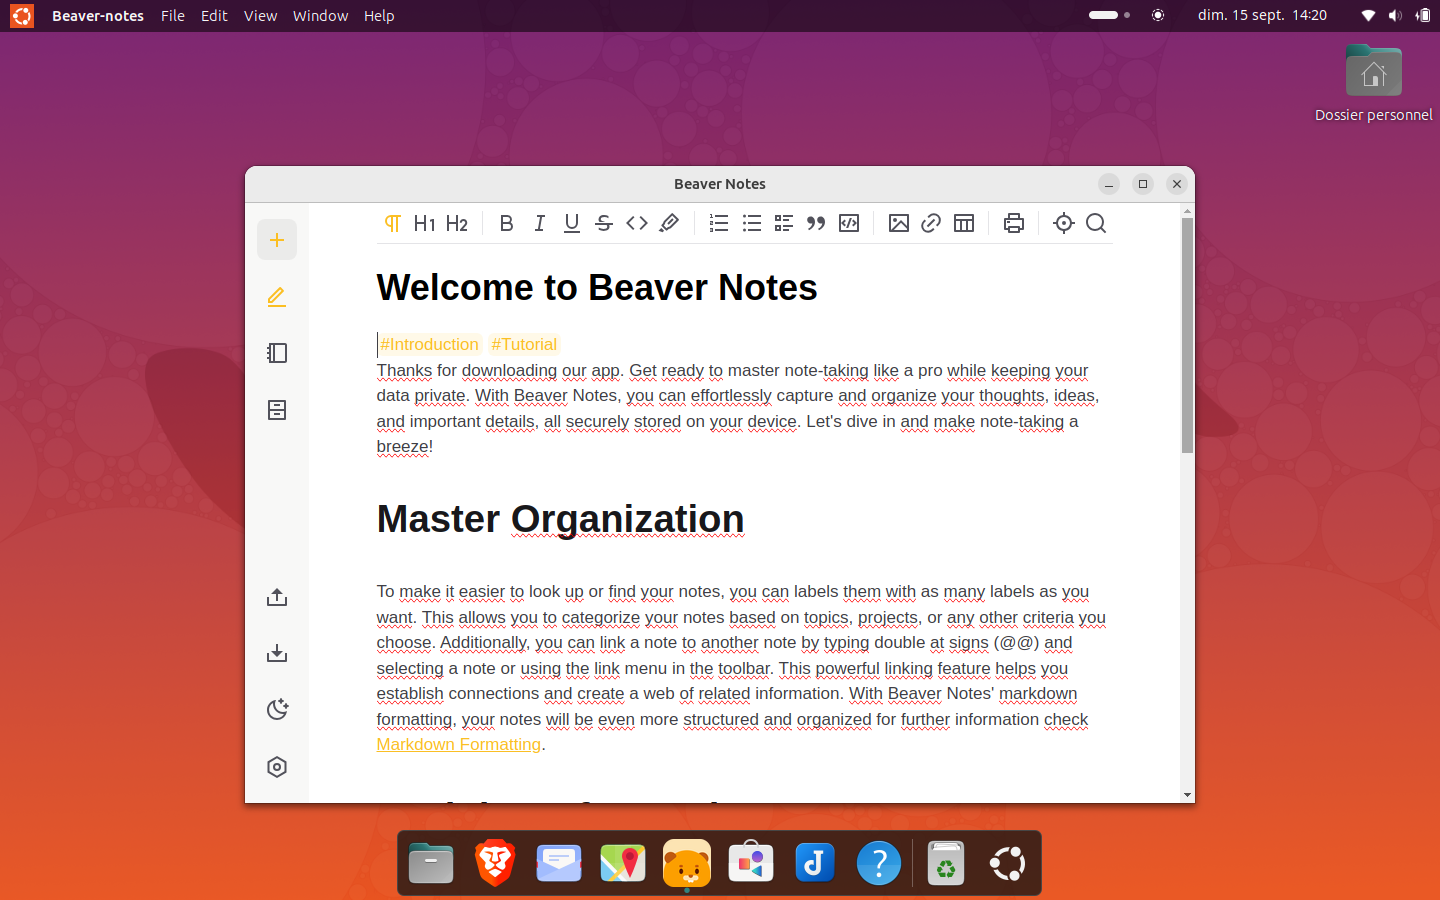 Beaver-notes File Edit View Window Help
dim. 15 sept. 14:20
Dossier personnel
Beaver Notes
H1 H2 B I U S
Welcome to Beaver Notes
#Introduction #Tutorial
Thanks for downloading our app. Get ready to master note-taking like a pro while keeping your
data private. With Beaver Notes, you can effortlessly capture and organize your thoughts, ideas,
and important details, all securely stored on your device. Let's dive in and make note-taking a
breeze!
Master Organization
To make it easier to look up or find your notes, you can labels them with as many labels as you
want. This allows you to categorize your notes based on topics, projects, or any other criteria you
choose. Additionally, you can link a note to another note by typing double at signs (@@) and
selecting a note or using the link menu in the toolbar. This powerful linking feature helps you
establish connections and create a web of related information. With Beaver Notes' markdown
formatting, your notes will be even more structured and organized for further information check
Markdown Formatting.